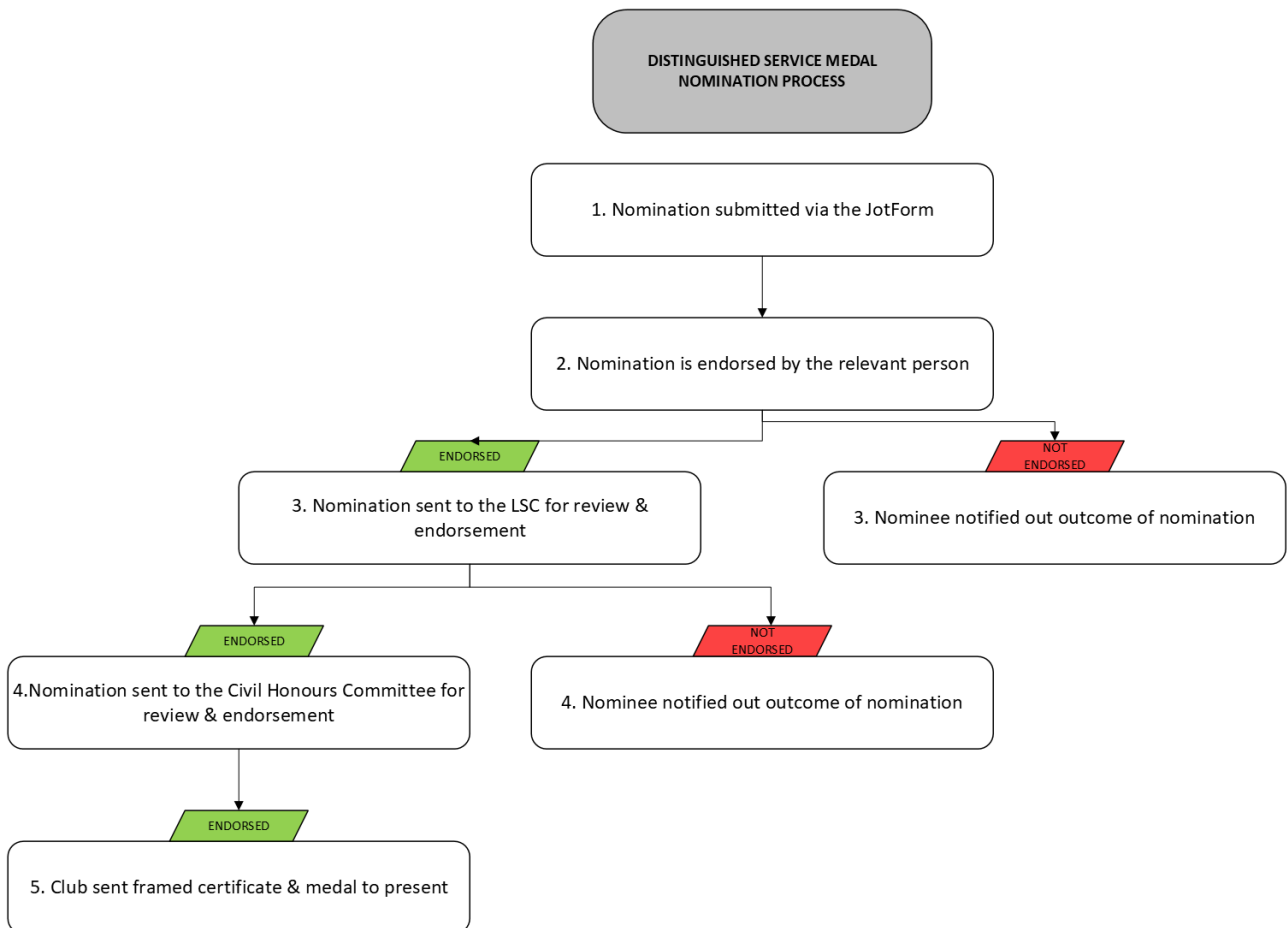 DISTINGUISHED SERVICE MEDAL
NOMINATION PROCESS
1. Nomination submitted via the JotForm
2. Nomination is endorsed by the relevant person
ENDORSED
NOT
ENDORSED
3. Nomination sent to the LSC for review &
endorsement
3. Nominee notified out outcome of nomination
ENDORSED
NOT
ENDORSED
4.Nomination sent to the Civil Honours Committee for
review & endorsement
4. Nominee notified out outcome of nomination
ENDORSED
5. Club sent framed certificate & medal to present